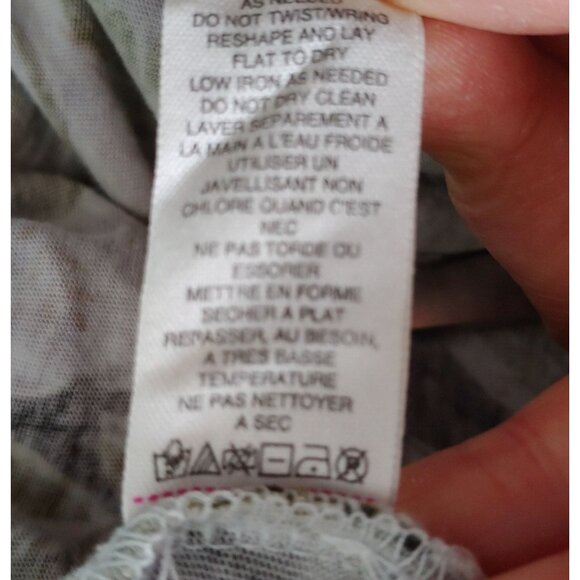 AS NEEDED
DO NOT TWIST/WRING
RESHAPE AND LAY
FLAT TO DRY
LOW IRON AS NEEDED
DO NOT DRY CLEAN
LAVER SEPAREMENT A
LA MAIN A L'EAU FROIDE
UTILISER UN
JAVELLISANT NON
CHLORE QUAND C'EST
NEC
NE PAS TORDE OU
ESSORER
METTRE EN FORME
SECHER A PLAT
REPASSER, AU BESOIN,
A TRES BASSE
TEMPERATURE
NE PAS NETTOYER
A SEC